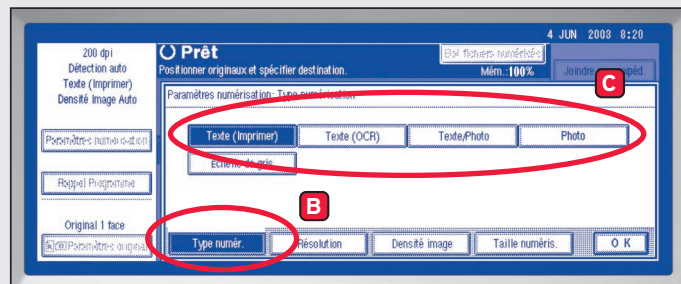 4 JUN 2003 8:20
200 dpi
Détection auto
Texte (Imprimer)
Densité Image Auto
Prêt
Positionner originaux et spécifier destination.
Mém.:100%
Joindre
C
Paramètres numérisation: Type numérisation
Texte (Imprimer)
Texte (OCR)
Texte/Photo
Photo
Echelle de gris
Rappel Programme
B
Original 1 face
Type numér.
Résolution
Densité image
Taille numéris.
OK